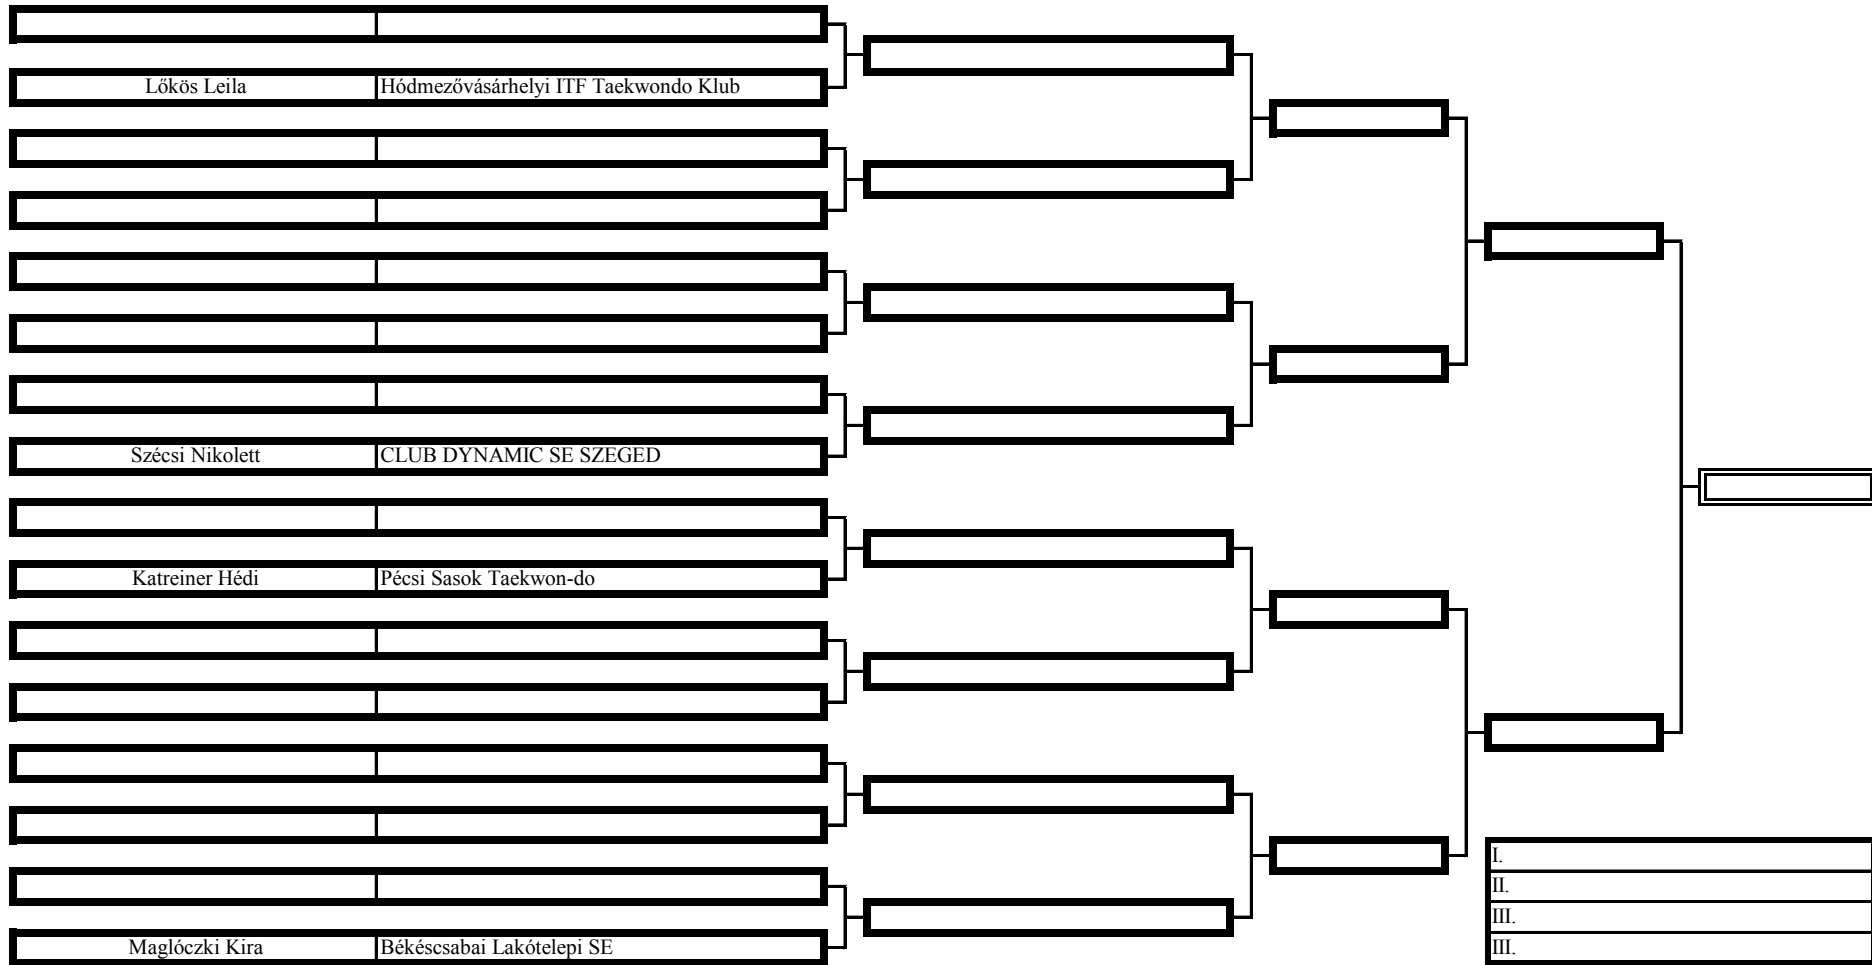 Lőkös Leila Hódmezővásárhelyi ITF Taekwondo Klub
Szécsi Nikolett CLUB DYNAMIC SE SZEGED
Katreiner Hédi Pécsi Sasok Taekwon-do
Maglóczki Kira Békéscsabai Lakótelepi SE
I.
II.
III.
III.